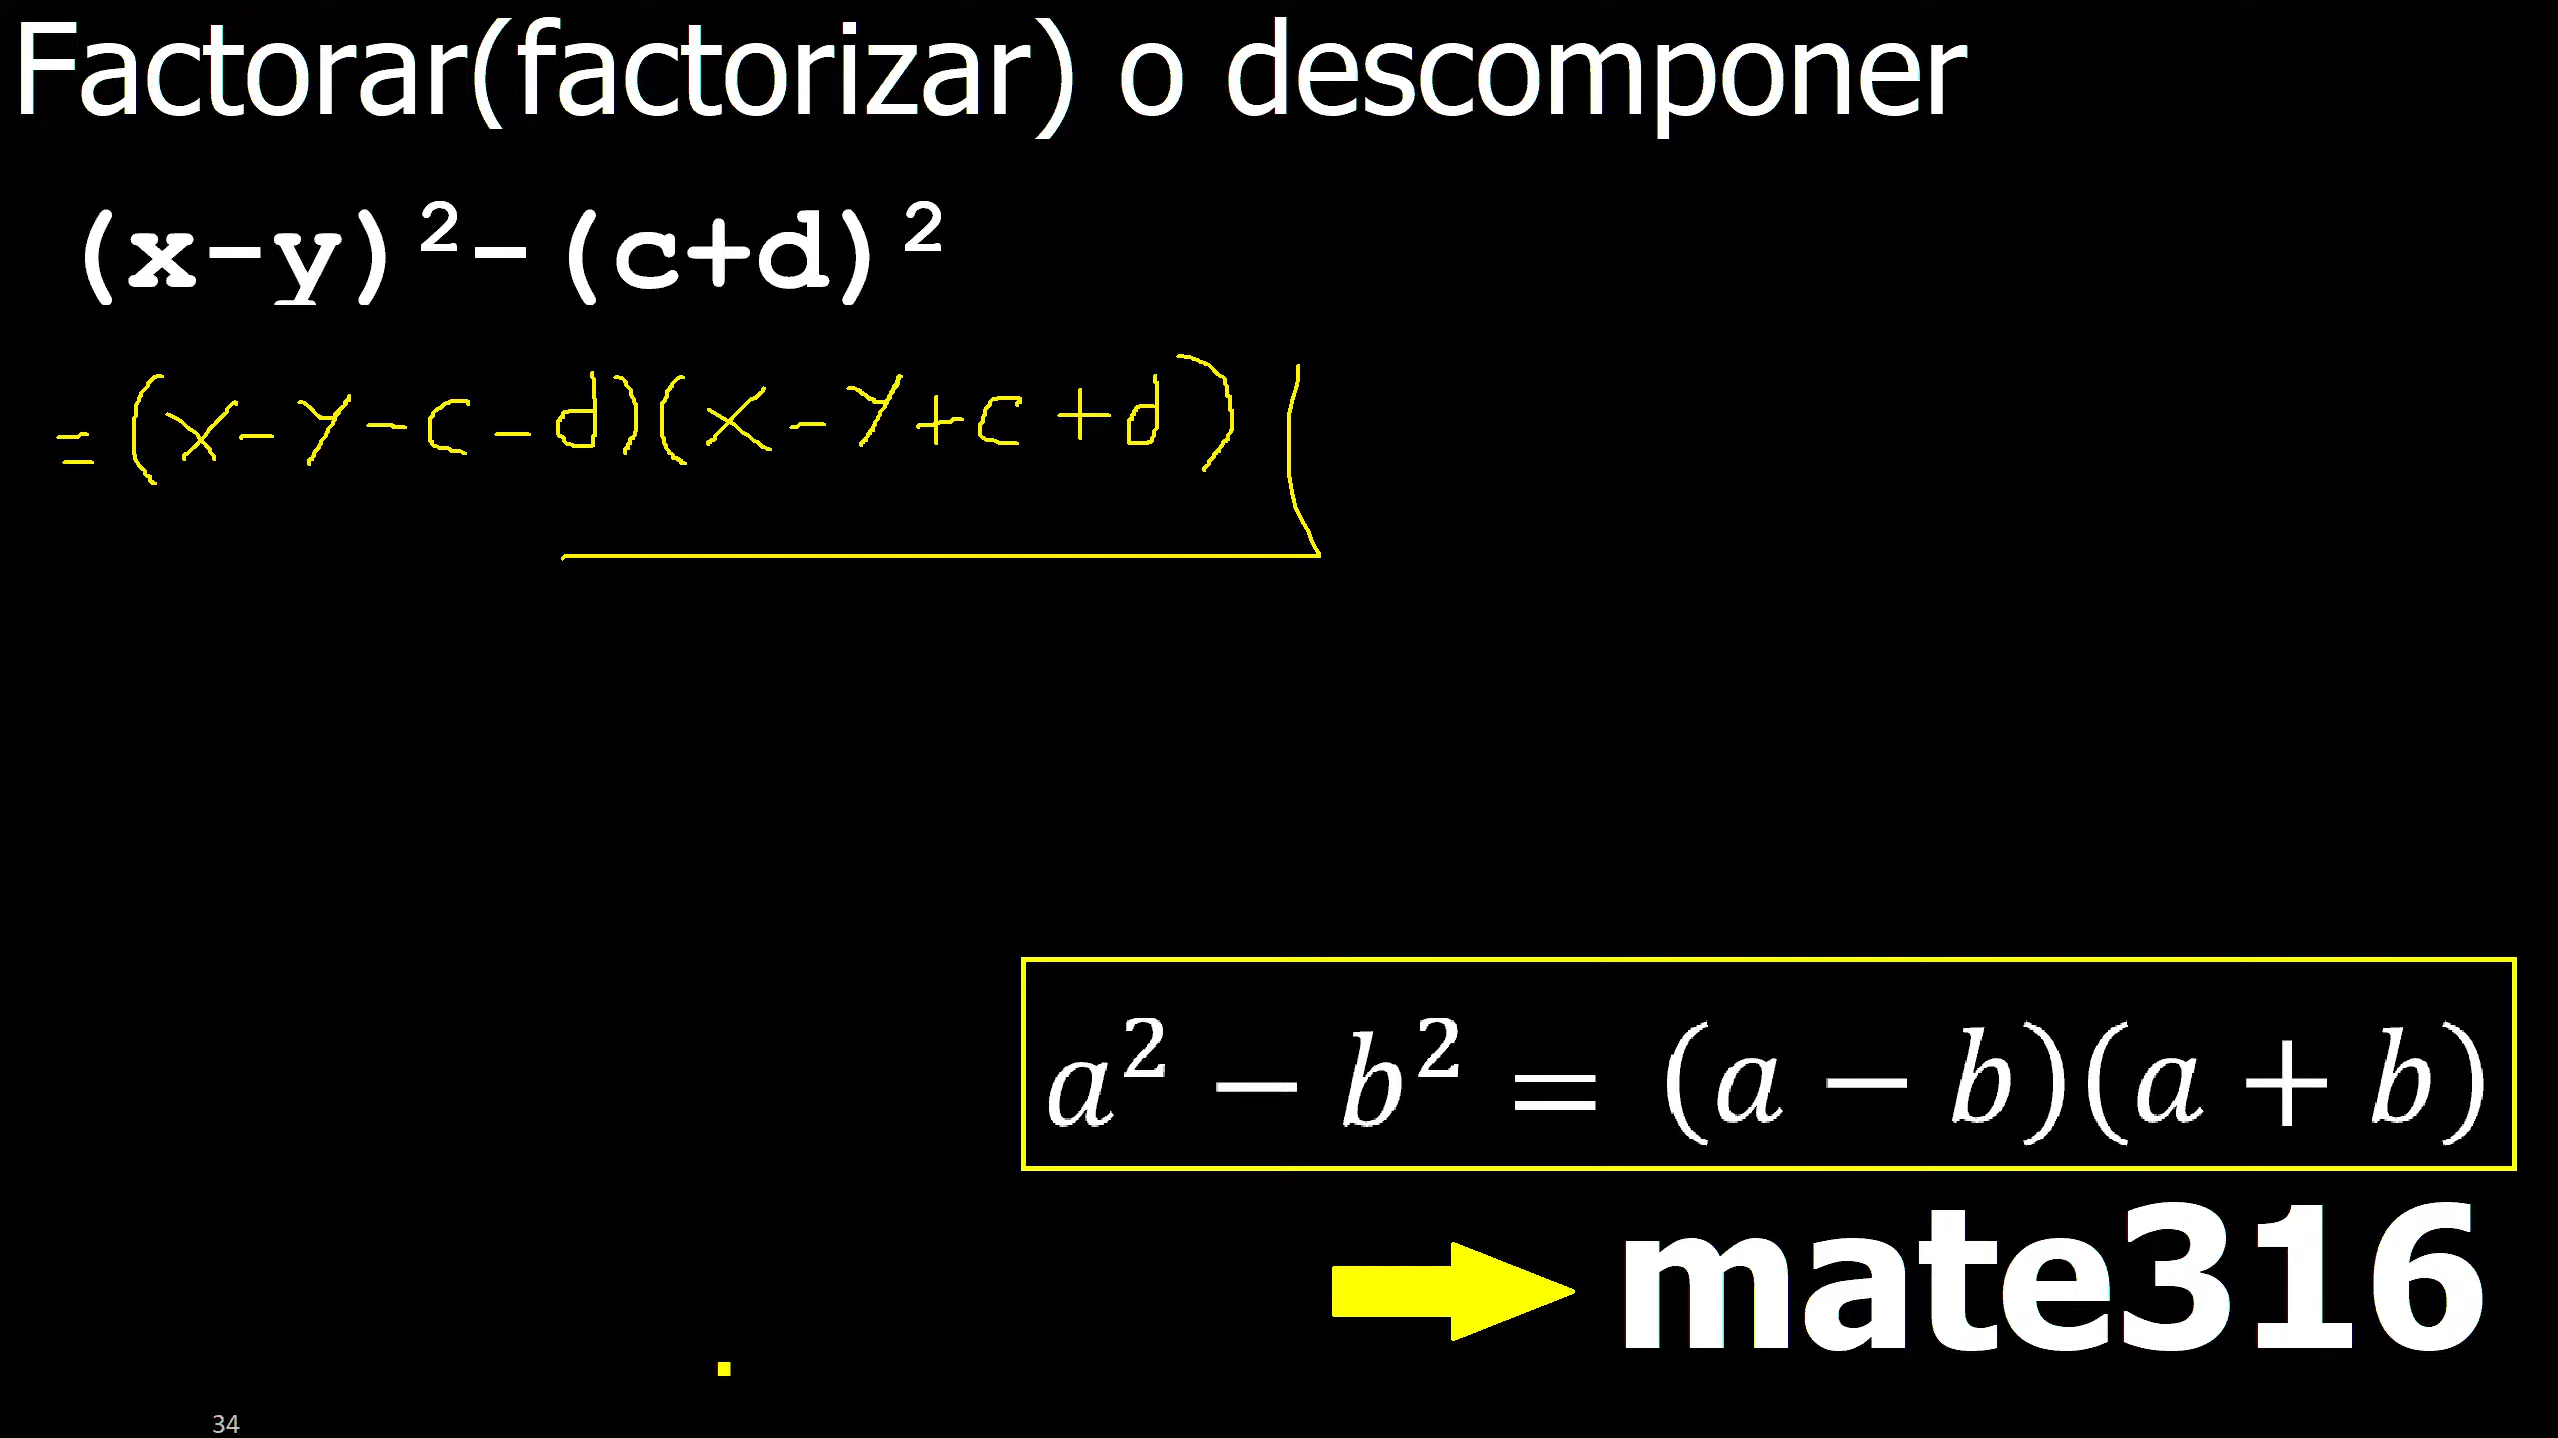 Factorar(factorizar) o descomponer
(x-y)²-(c+d)²
= (x-y-c-d)(x-y+c+d)
a² − b² = (a − b)(a + b)
mate316
34